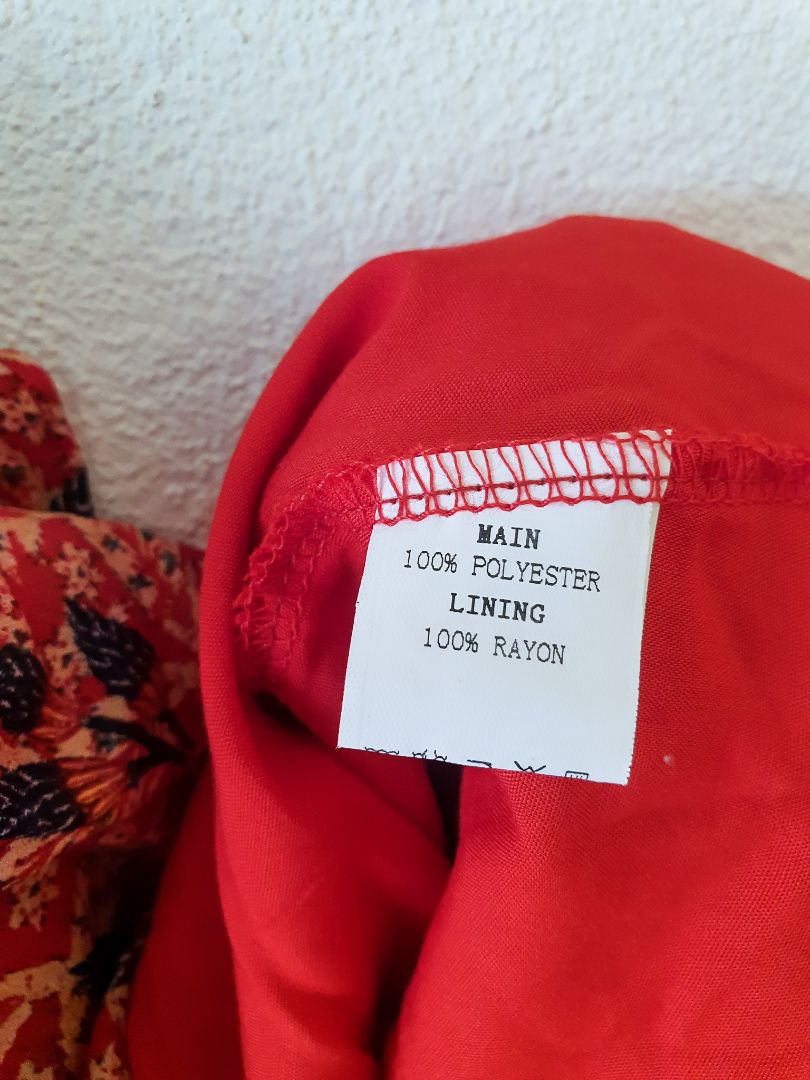 MAIN
100% POLYESTER
LINING
100% RAYON